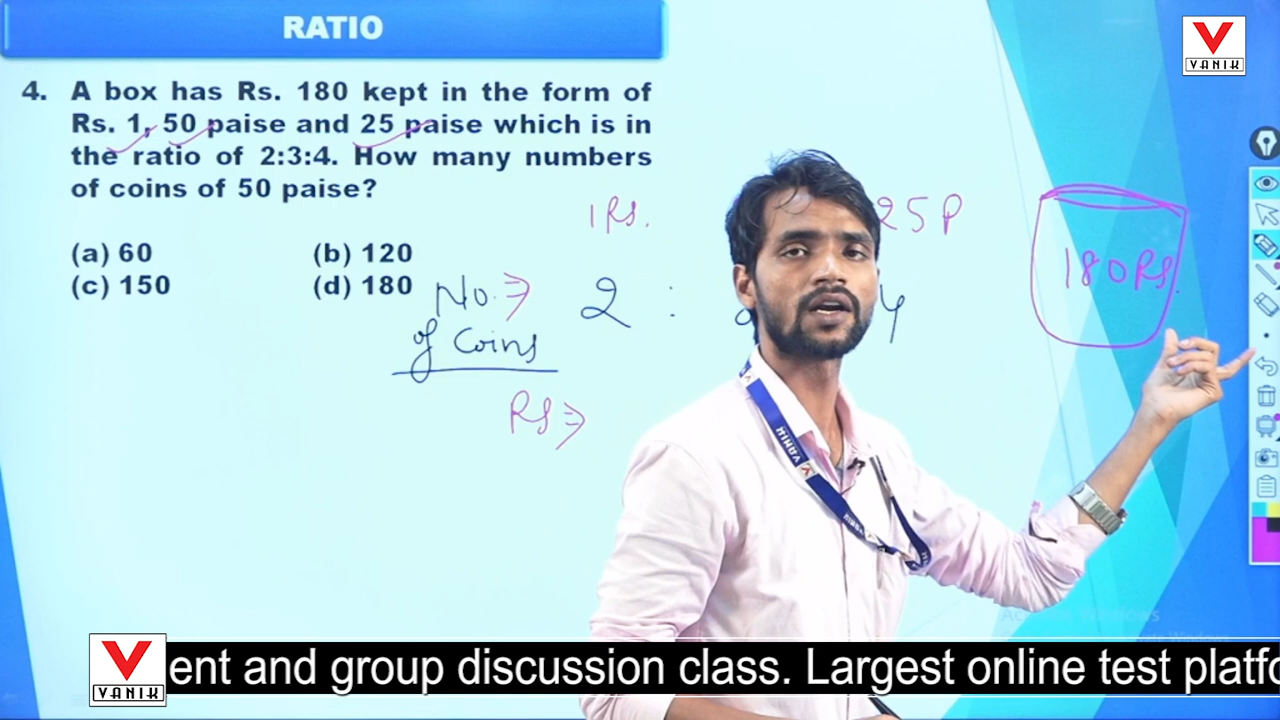 RATIO
VANIK
4. A box has Rs. 180 kept in the form of
Rs. 1, 50 paise and 25 paise which is in
the ratio of 2:3:4. How many numbers
of coins of 50 paise?
(a) 60 (b) 120
(c) 150 (d) 180
1Rs. 25P
180Rs.
No. ⇒ 2 : 4
of Coins
Rs ⇒
VANIK
ent and group discussion class. Largest online test platfo
VANIK